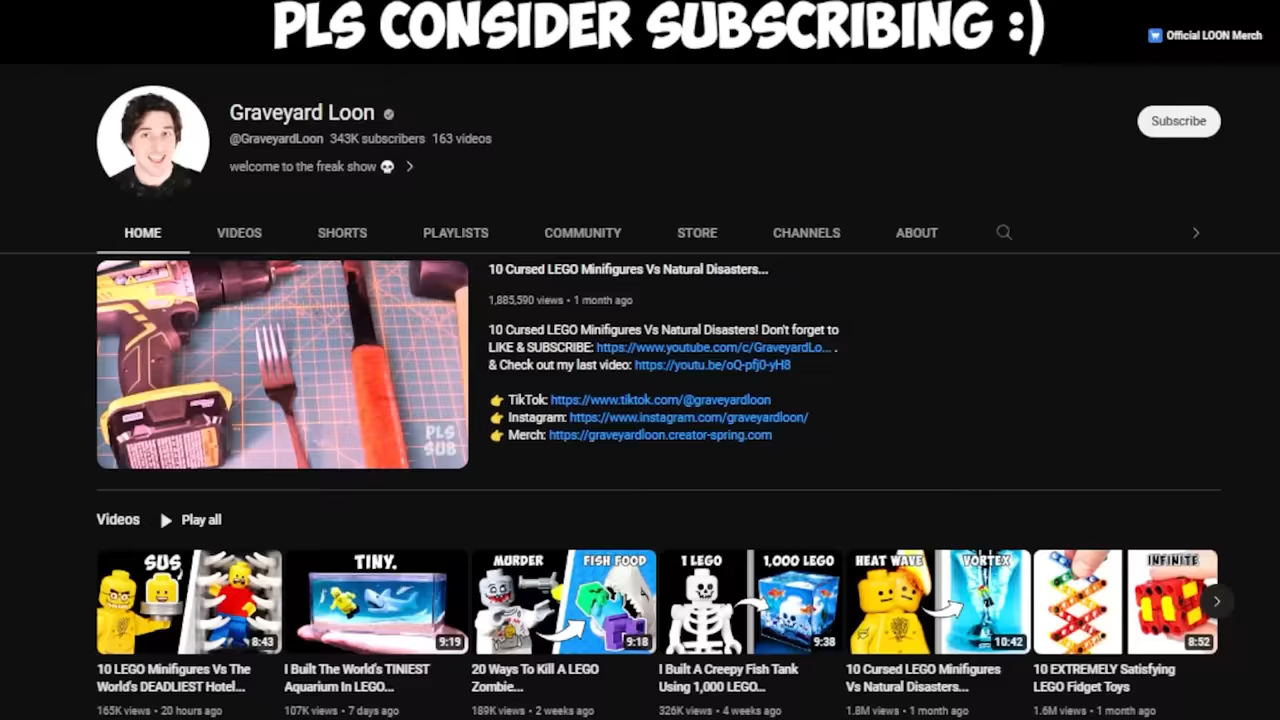 PLS CONSIDER SUBSCRIBING :)
Official LOON Merch
Graveyard Loon
@GraveyardLoon 343K subscribers 163 videos
welcome to the freak show 💀 >
Subscribe
HOME VIDEOS SHORTS PLAYLISTS COMMUNITY STORE CHANNELS ABOUT
10 Cursed LEGO Minifigures Vs Natural Disasters...
1,885,590 views • 1 month ago
10 Cursed LEGO Minifigures Vs Natural Disasters! Don't forget to
LIKE & SUBSCRIBE: https://www.youtube.com/c/GraveyardLo... .
& Check out my last video: https://youtu.be/oQ-pfj0-yH8
👉 TikTok: https://www.tiktok.com/@graveyardloon
👉 Instagram: https://www.instagram.com/graveyardloon/
👉 Merch: https://graveyardloon.creator-spring.com
PLS
SUB
Videos Play all
SUS
8:43
10 LEGO Minifigures Vs The
World's DEADLIEST Hotel...
165K views • 20 hours ago
TINY.
9:19
I Built The World's TINIEST
Aquarium In LEGO...
107K views • 7 days ago
MURDER FISH FOOD
9:18
20 Ways To Kill A LEGO
Zombie...
189K views • 2 weeks ago
1 LEGO 1,000 LEGO
9:38
I Built A Creepy Fish Tank
Using 1,000 LEGO...
326K views • 4 weeks ago
HEAT WAVE VORTEX
10:42
10 Cursed LEGO Minifigures
Vs Natural Disasters...
1.8M views • 1 month ago
INFINITE
8:52
10 EXTREMELY Satisfying
LEGO Fidget Toys
1.6M views • 1 month ago